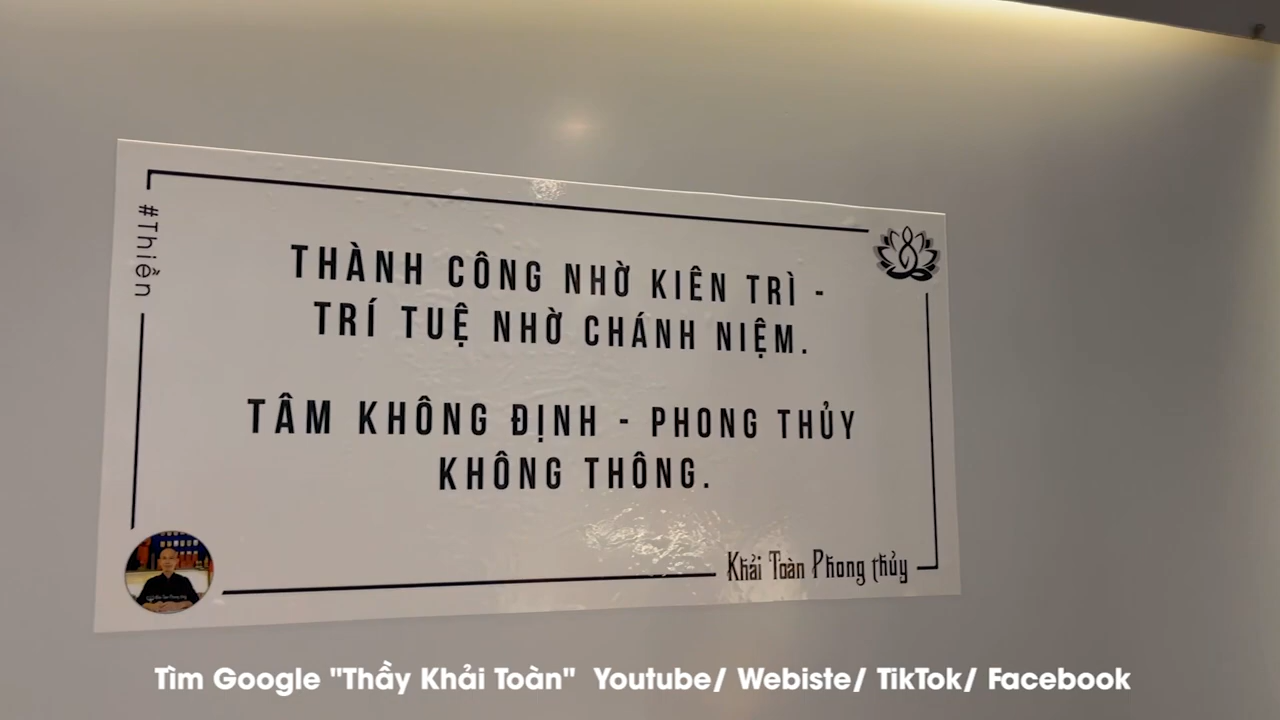 #Thiền
THÀNH CÔNG NHỜ KIÊN TRÌ -
TRÍ TUỆ NHỜ CHÁNH NIỆM.
TÂM KHÔNG ĐỊNH - PHONG THỦY
KHÔNG THÔNG.
Khải Toàn Phong thủy
Tìm Google "Thầy Khải Toàn" Youtube/ Webiste/ TikTok/ Facebook